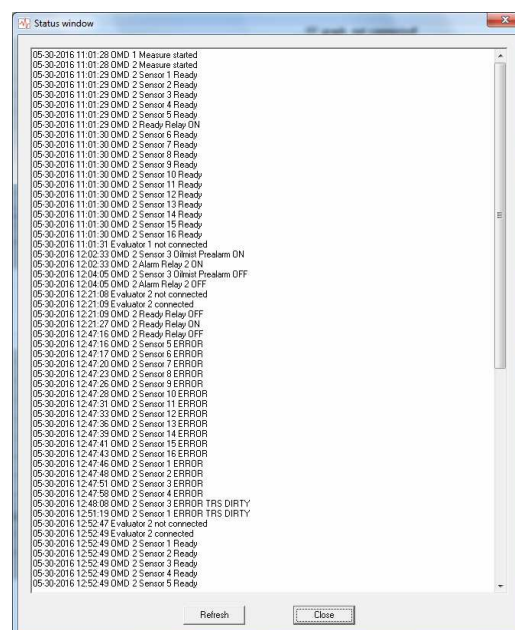 Status window
05-30-2016 11:01:28 OMD 1 Measure started
05-30-2016 11:01:28 OMD 2 Measure started
05-30-2016 11:01:29 OMD 2 Sensor 1 Ready
05-30-2016 11:01:29 OMD 2 Sensor 2 Ready
05-30-2016 11:01:29 OMD 2 Sensor 3 Ready
05-30-2016 11:01:29 OMD 2 Sensor 4 Ready
05-30-2016 11:01:29 OMD 2 Sensor 5 Ready
05-30-2016 11:01:29 OMD 2 Ready Relay ON
05-30-2016 11:01:30 OMD 2 Sensor 6 Ready
05-30-2016 11:01:30 OMD 2 Sensor 7 Ready
05-30-2016 11:01:30 OMD 2 Sensor 8 Ready
05-30-2016 11:01:30 OMD 2 Sensor 9 Ready
05-30-2016 11:01:30 OMD 2 Sensor 10 Ready
05-30-2016 11:01:30 OMD 2 Sensor 11 Ready
05-30-2016 11:01:30 OMD 2 Sensor 12 Ready
05-30-2016 11:01:30 OMD 2 Sensor 13 Ready
05-30-2016 11:01:30 OMD 2 Sensor 14 Ready
05-30-2016 11:01:30 OMD 2 Sensor 15 Ready
05-30-2016 11:01:30 OMD 2 Sensor 16 Ready
05-30-2016 11:01:31 Evaluator 1 not connected
05-30-2016 12:02:33 OMD 2 Sensor 3 Oilmist Prealarm ON
05-30-2016 12:02:33 OMD 2 Alarm Relay 2 ON
05-30-2016 12:04:05 OMD 2 Sensor 3 Oilmist Prealarm OFF
05-30-2016 12:04:05 OMD 2 Alarm Relay 2 OFF
05-30-2016 12:21:08 Evaluator 2 not connected
05-30-2016 12:21:09 Evaluator 2 connected
05-30-2016 12:21:09 OMD 2 Ready Relay OFF
05-30-2016 12:21:27 OMD 2 Ready Relay ON
05-30-2016 12:47:16 OMD 2 Ready Relay OFF
05-30-2016 12:47:16 OMD 2 Sensor 5 ERROR
05-30-2016 12:47:17 OMD 2 Sensor 6 ERROR
05-30-2016 12:47:20 OMD 2 Sensor 7 ERROR
05-30-2016 12:47:23 OMD 2 Sensor 8 ERROR
05-30-2016 12:47:26 OMD 2 Sensor 9 ERROR
05-30-2016 12:47:28 OMD 2 Sensor 10 ERROR
05-30-2016 12:47:31 OMD 2 Sensor 11 ERROR
05-30-2016 12:47:33 OMD 2 Sensor 12 ERROR
05-30-2016 12:47:36 OMD 2 Sensor 13 ERROR
05-30-2016 12:47:39 OMD 2 Sensor 14 ERROR
05-30-2016 12:47:41 OMD 2 Sensor 15 ERROR
05-30-2016 12:47:43 OMD 2 Sensor 16 ERROR
05-30-2016 12:47:46 OMD 2 Sensor 1 ERROR
05-30-2016 12:47:48 OMD 2 Sensor 2 ERROR
05-30-2016 12:47:51 OMD 2 Sensor 3 ERROR
05-30-2016 12:47:58 OMD 2 Sensor 4 ERROR
05-30-2016 12:48:08 OMD 2 Sensor 3 ERROR TRS DIRTY
05-30-2016 12:51:19 OMD 2 Sensor 1 ERROR TRS DIRTY
05-30-2016 12:52:47 Evaluator 2 not connected
05-30-2016 12:52:49 Evaluator 2 connected
05-30-2016 12:52:49 OMD 2 Sensor 1 Ready
05-30-2016 12:52:49 OMD 2 Sensor 2 Ready
05-30-2016 12:52:49 OMD 2 Sensor 3 Ready
05-30-2016 12:52:49 OMD 2 Sensor 4 Ready
05-30-2016 12:52:49 OMD 2 Sensor 5 Ready
Refresh
Close